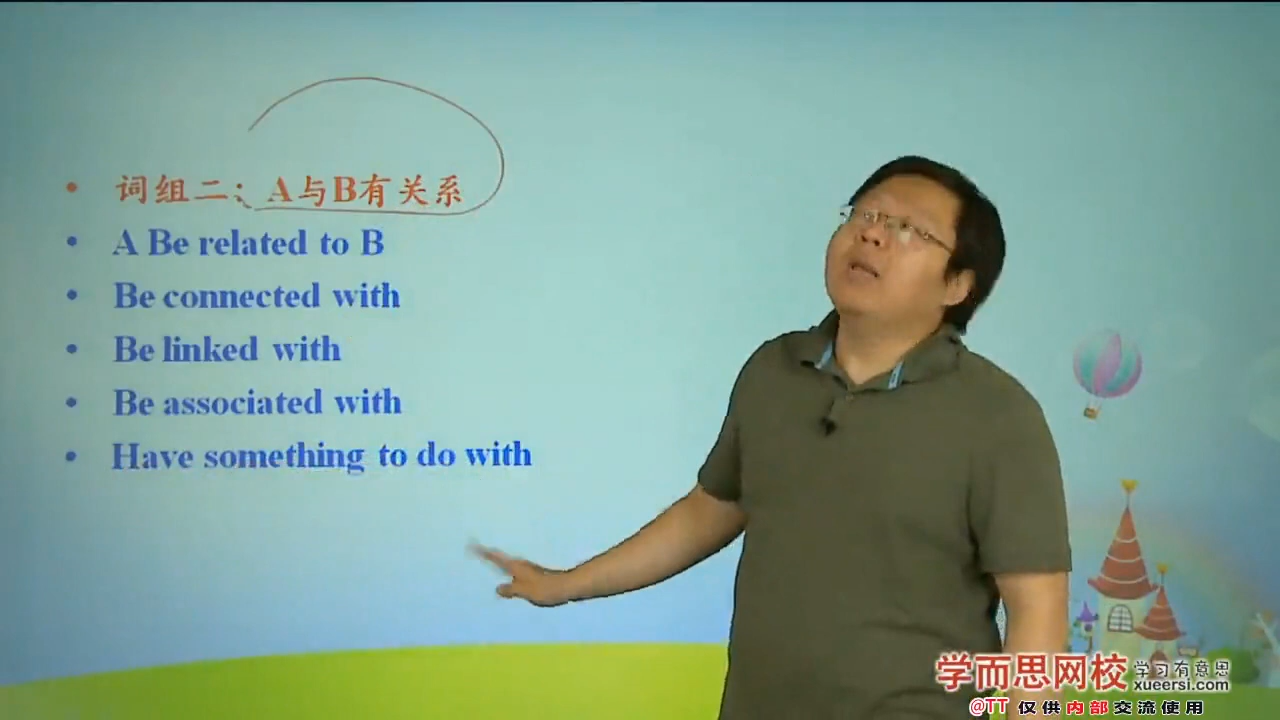 词组二：A与B有关系
A Be related to B
Be connected with
Be linked with
Be associated with
Have something to do with
学而思网校 学习有意思
xueersi.com
@TT 仅供内部交流使用